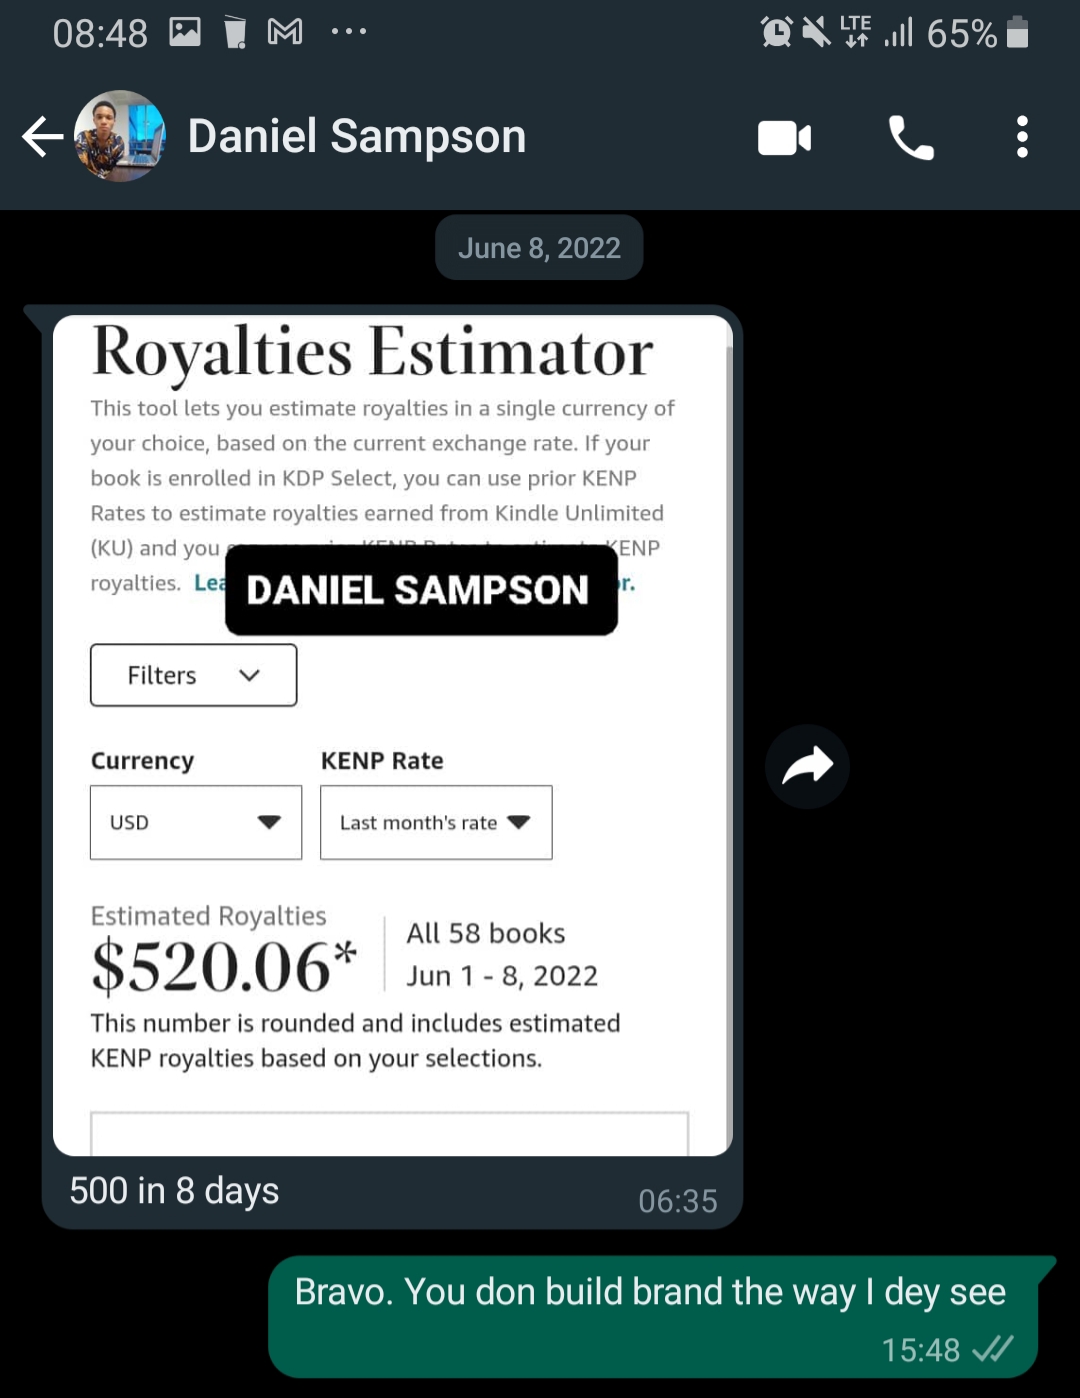 08:48 LTE 65%
Daniel Sampson
June 8, 2022
Royalties Estimator
This tool lets you estimate royalties in a single currency of
your choice, based on the current exchange rate. If your
book is enrolled in KDP Select, you can use prior KENP
Rates to estimate royalties earned from Kindle Unlimited
(KU) and you KENP
royalties.
DANIEL SAMPSON
Filters
Currency KENP Rate
USD Last month's rate
Estimated Royalties
$520.06*
All 58 books
Jun 1 - 8, 2022
This number is rounded and includes estimated
KENP royalties based on your selections.
500 in 8 days
06:35
Bravo. You don build brand the way I dey see
15:48